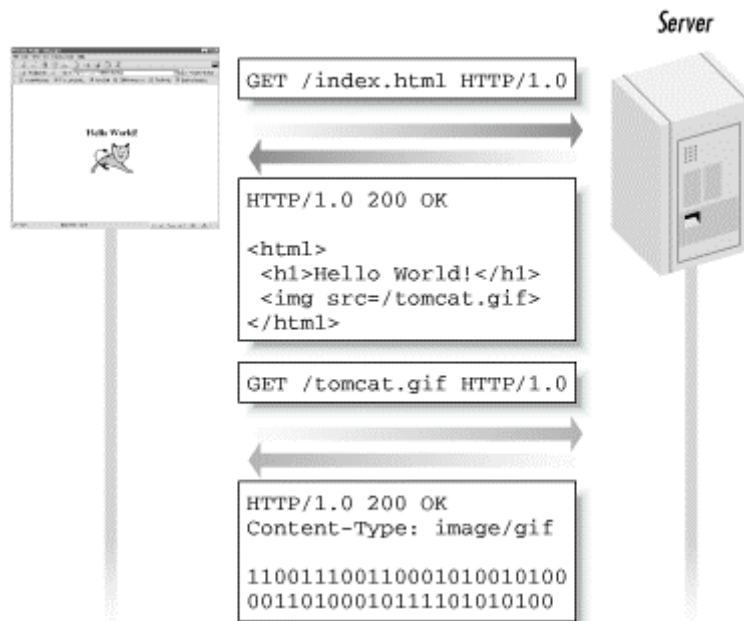 Server
GET /index.html HTTP/1.0
Hello World!
HTTP/1.0 200 OK
<html>
<h1>Hello World!</h1>
<img src=/tomcat.gif>
</html>
GET /tomcat.gif HTTP/1.0
HTTP/1.0 200 OK
Content-Type: image/gif
110011100110001010010100
00110100010111101010100